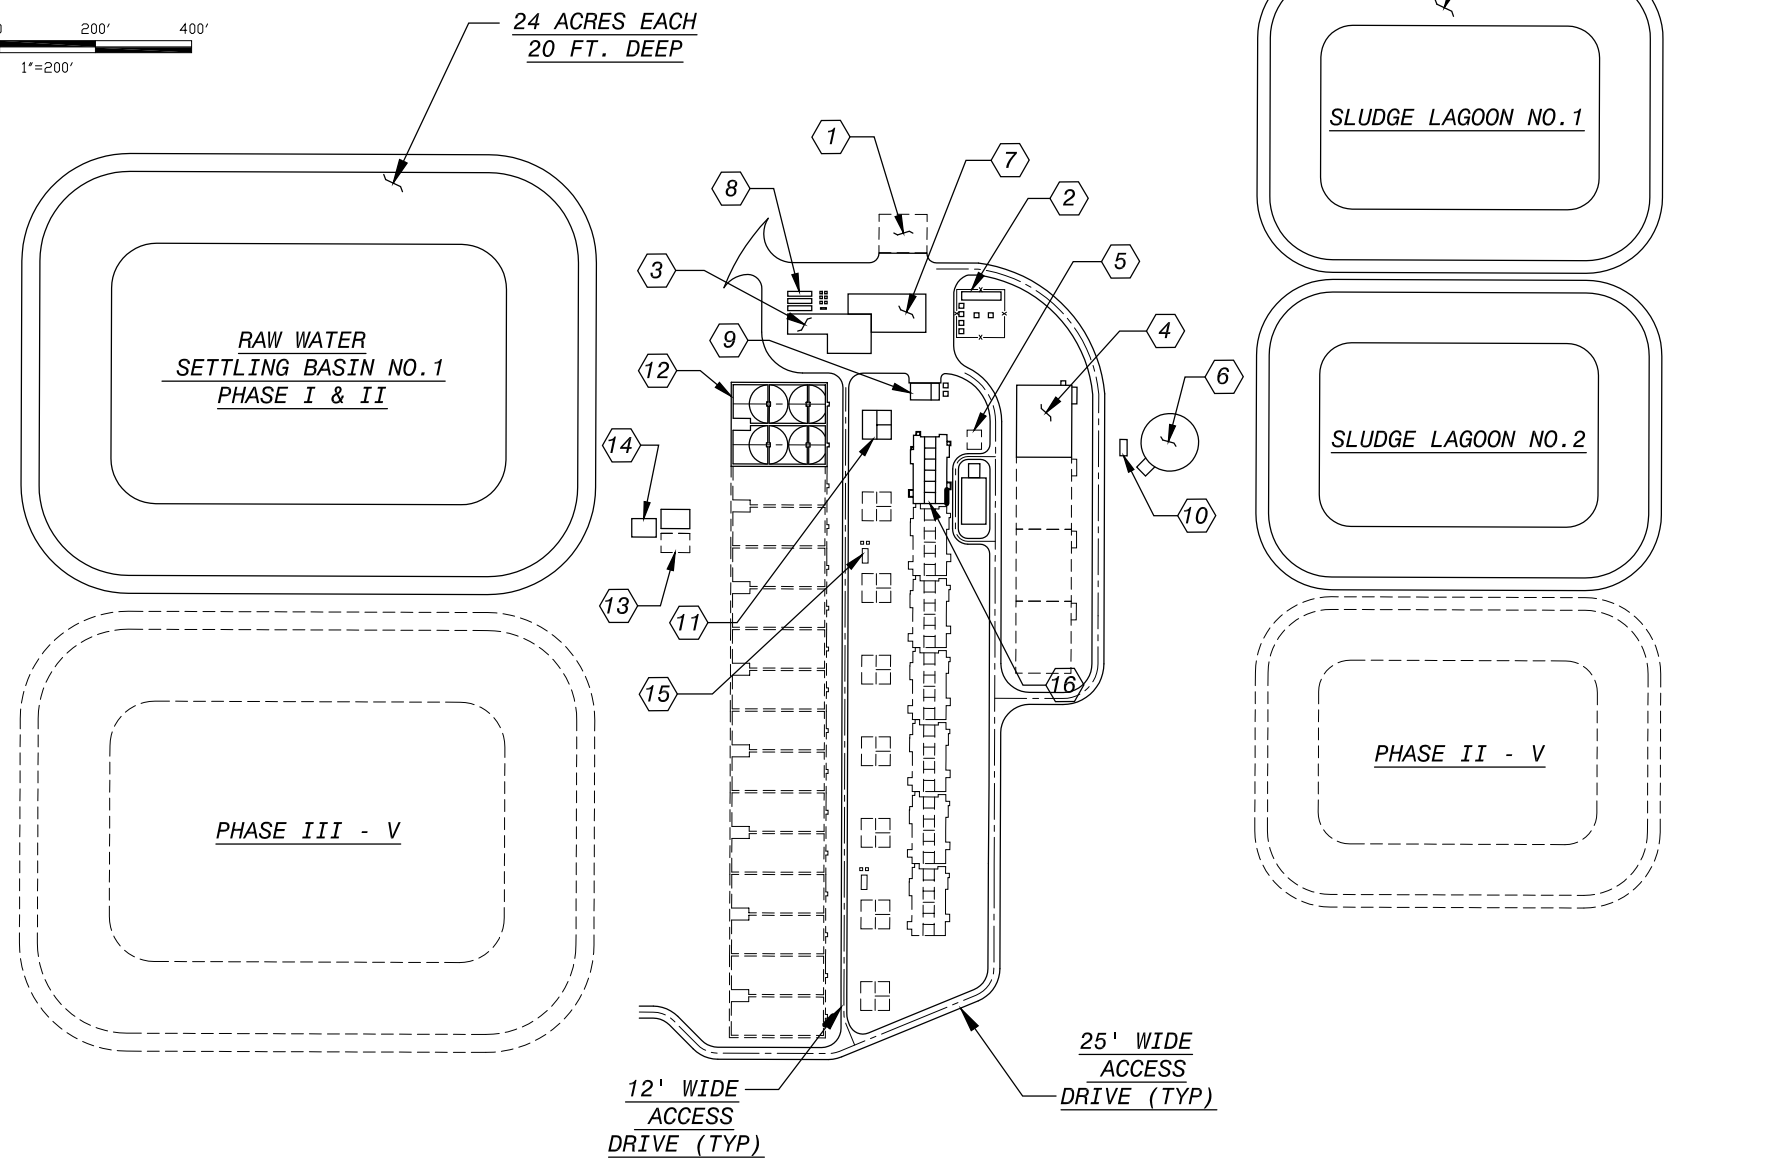 200'
400'
1"=200'
24 ACRES EACH
20 FT. DEEP
SLUDGE LAGOON NO.1
1
7
8
2
3
5
9
4
12
6
RAW WATER
SETTLING BASIN NO.1
PHASE I & II
14
SLUDGE LAGOON NO.2
10
13
11
15
16
PHASE II - V
PHASE III - V
25' WIDE
ACCESS
DRIVE (TYP)
12' WIDE
ACCESS
DRIVE (TYP)